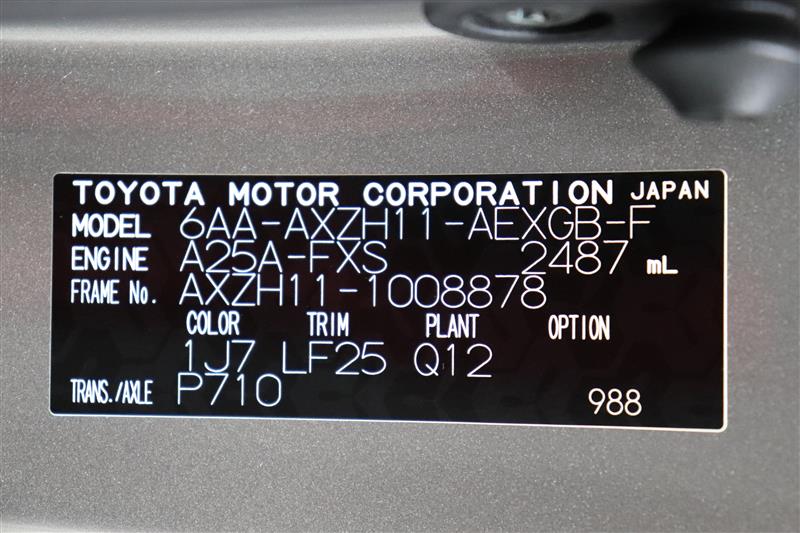 TOYOTA MOTOR CORPORATION JAPAN
MODEL 6AA-AXZH11-AEXGB-F
ENGINE A25A-FXS 2487 mL
FRAME No. AXZH11-1008878
COLOR TRIM PLANT OPTION
1J7 LF25 Q12
TRANS./AXLE P710 988